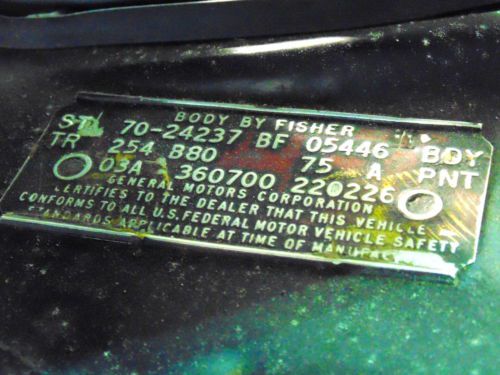 BODY BY FISHER
ST 70-24237 BF 05446 BDY
TR 254 B80 75 A PNT
03A 360700 220226
GENERAL MOTORS CORPORATION
CERTIFIES TO THE DEALER THAT THIS VEHICLE
CONFORMS TO ALL U.S. FEDERAL MOTOR VEHICLE SAFETY
STANDARDS APPLICABLE AT TIME OF